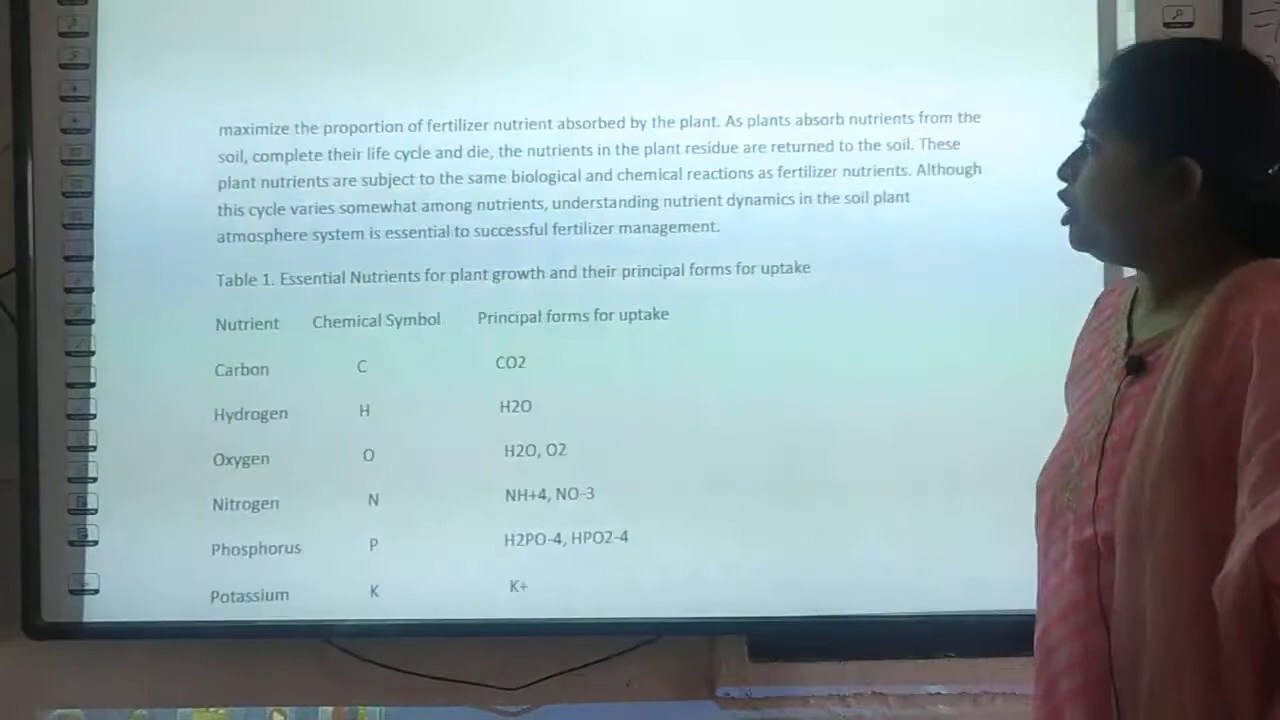 maximize the proportion of fertilizer nutrient absorbed by the plant. As plants absorb nutrients from the
soil, complete their life cycle and die, the nutrients in the plant residue are returned to the soil. These
plant nutrients are subject to the same biological and chemical reactions as fertilizer nutrients. Although
this cycle varies somewhat among nutrients, understanding nutrient dynamics in the soil plant
atmosphere system is essential to successful fertilizer management.
Table 1. Essential Nutrients for plant growth and their principal forms for uptake
Nutrient Chemical Symbol Principal forms for uptake
Carbon C CO2
Hydrogen H H2O
Oxygen O H2O, O2
Nitrogen N NH+4, NO-3
Phosphorus P H2PO-4, HPO2-4
Potassium K K+